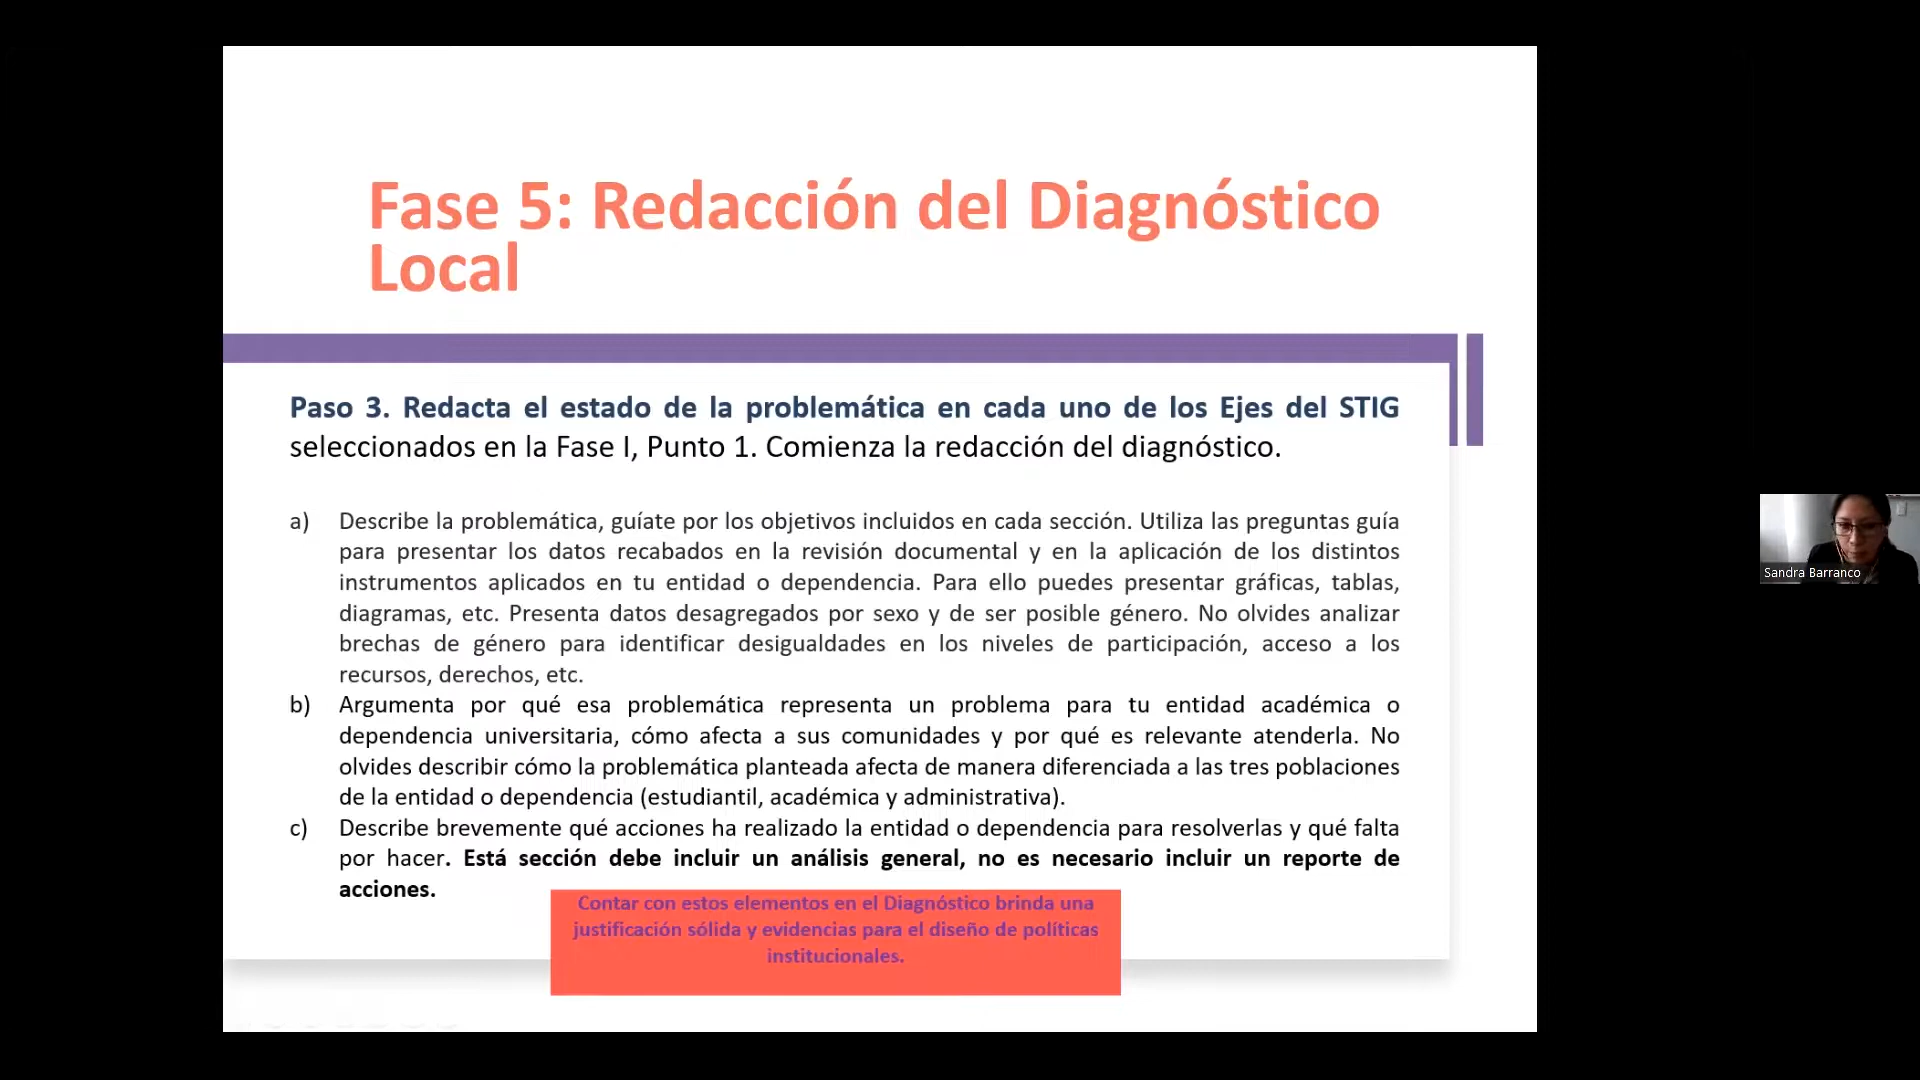 Fase 5: Redacción del Diagnóstico
Local
Paso 3. Redacta el estado de la problemática en cada uno de los Ejes del STIG
seleccionados en la Fase I, Punto 1. Comienza la redacción del diagnóstico.
a) Describe la problemática, guíate por los objetivos incluidos en cada sección. Utiliza las preguntas guía
para presentar los datos recabados en la revisión documental y en la aplicación de los distintos
instrumentos aplicados en tu entidad o dependencia. Para ello puedes presentar gráficas, tablas,
diagramas, etc. Presenta datos desagregados por sexo y de ser posible género. No olvides analizar
brechas de género para identificar desigualdades en los niveles de participación, acceso a los
recursos, derechos, etc.
b) Argumenta por qué esa problemática representa un problema para tu entidad académica o
dependencia universitaria, cómo afecta a sus comunidades y por qué es relevante atenderla. No
olvides describir cómo la problemática planteada afecta de manera diferenciada a las tres poblaciones
de la entidad o dependencia (estudiantil, académica y administrativa).
c) Describe brevemente qué acciones ha realizado la entidad o dependencia para resolverlas y qué falta
por hacer. Está sección debe incluir un análisis general, no es necesario incluir un reporte de
acciones.
Contar con estos elementos en el Diagnóstico brinda una
justificación sólida y evidencias para el diseño de políticas
institucionales.
Sandra Barranco